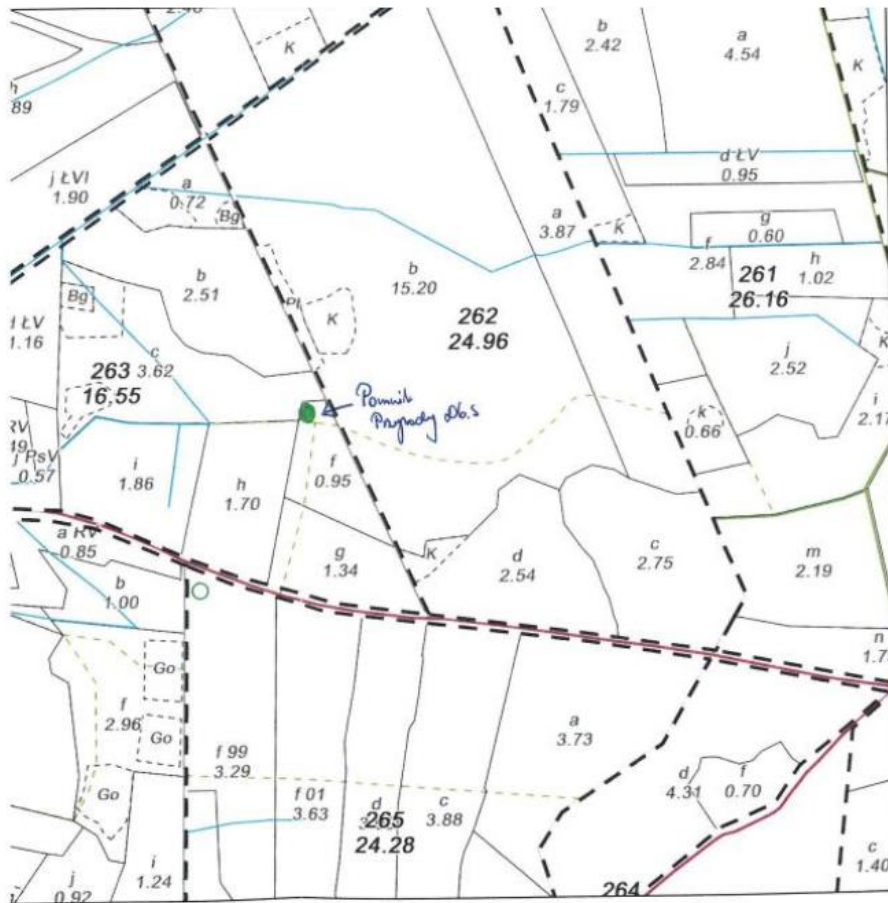 K
b
2.42
a
4.54
K
89
c
1.79
d ŁV
0.95
j ŁVI
1.90
a
0.72
Bg
a
3.87
K
g
0.60
f
2.84
h
1.02
261
26.16
b
2.51
b
15.20
Pl
K
262
24.96
Bg
ŁV
1.16
c
3.62
263
16,55
j
2.52
K
i
Pomnik
Przyrody
k
0.66
RV
j PsV
0.57
i
1.86
h
1.70
f
0.95
g
1.34
K
d
2.54
c
2.75
m
2.19
a RV
0.85
b
1.00
n
Go
f
2.96
Go
a
3.73
f 99
3.29
Go
f 01
3.63
d
265
24.28
c
3.88
d
4.31
f
0.70
i
1.24
j
0.92
264
c
1.40